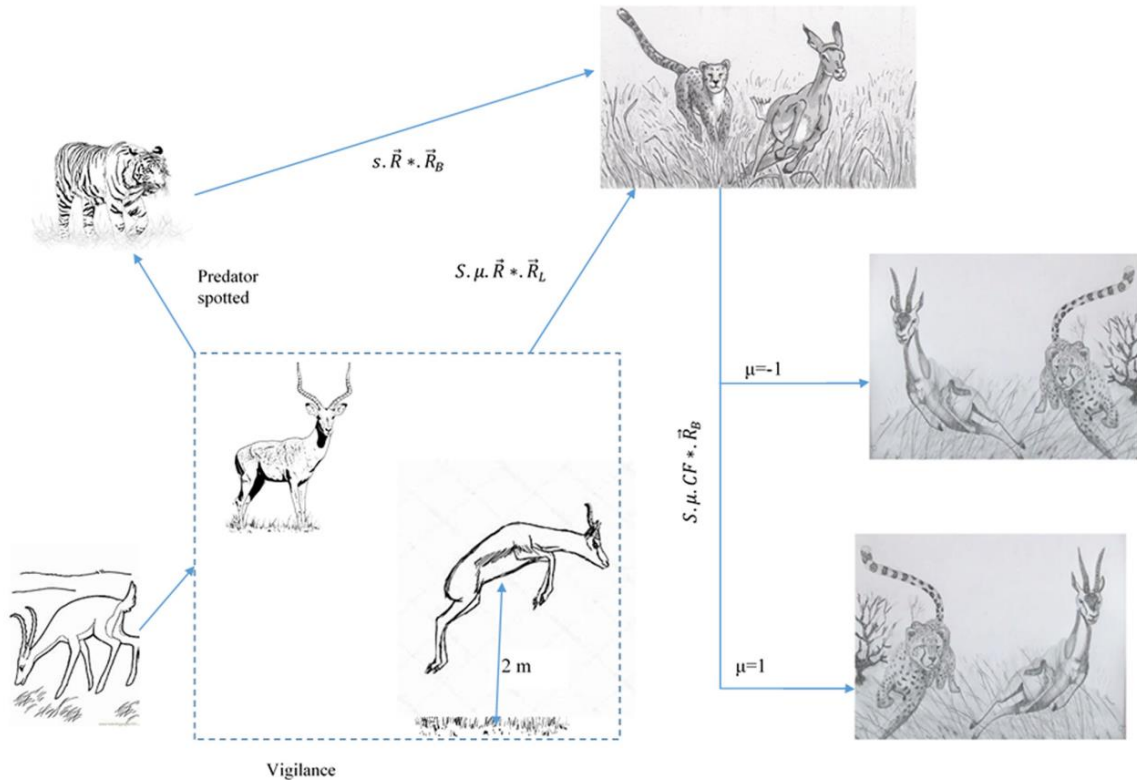 s. R⃗ *. R⃗_B
Predator
spotted
S. μ. R⃗ *. R⃗_L
μ=-1
S. μ. CF *. R⃗_B
2 m
μ=1
Vigilance